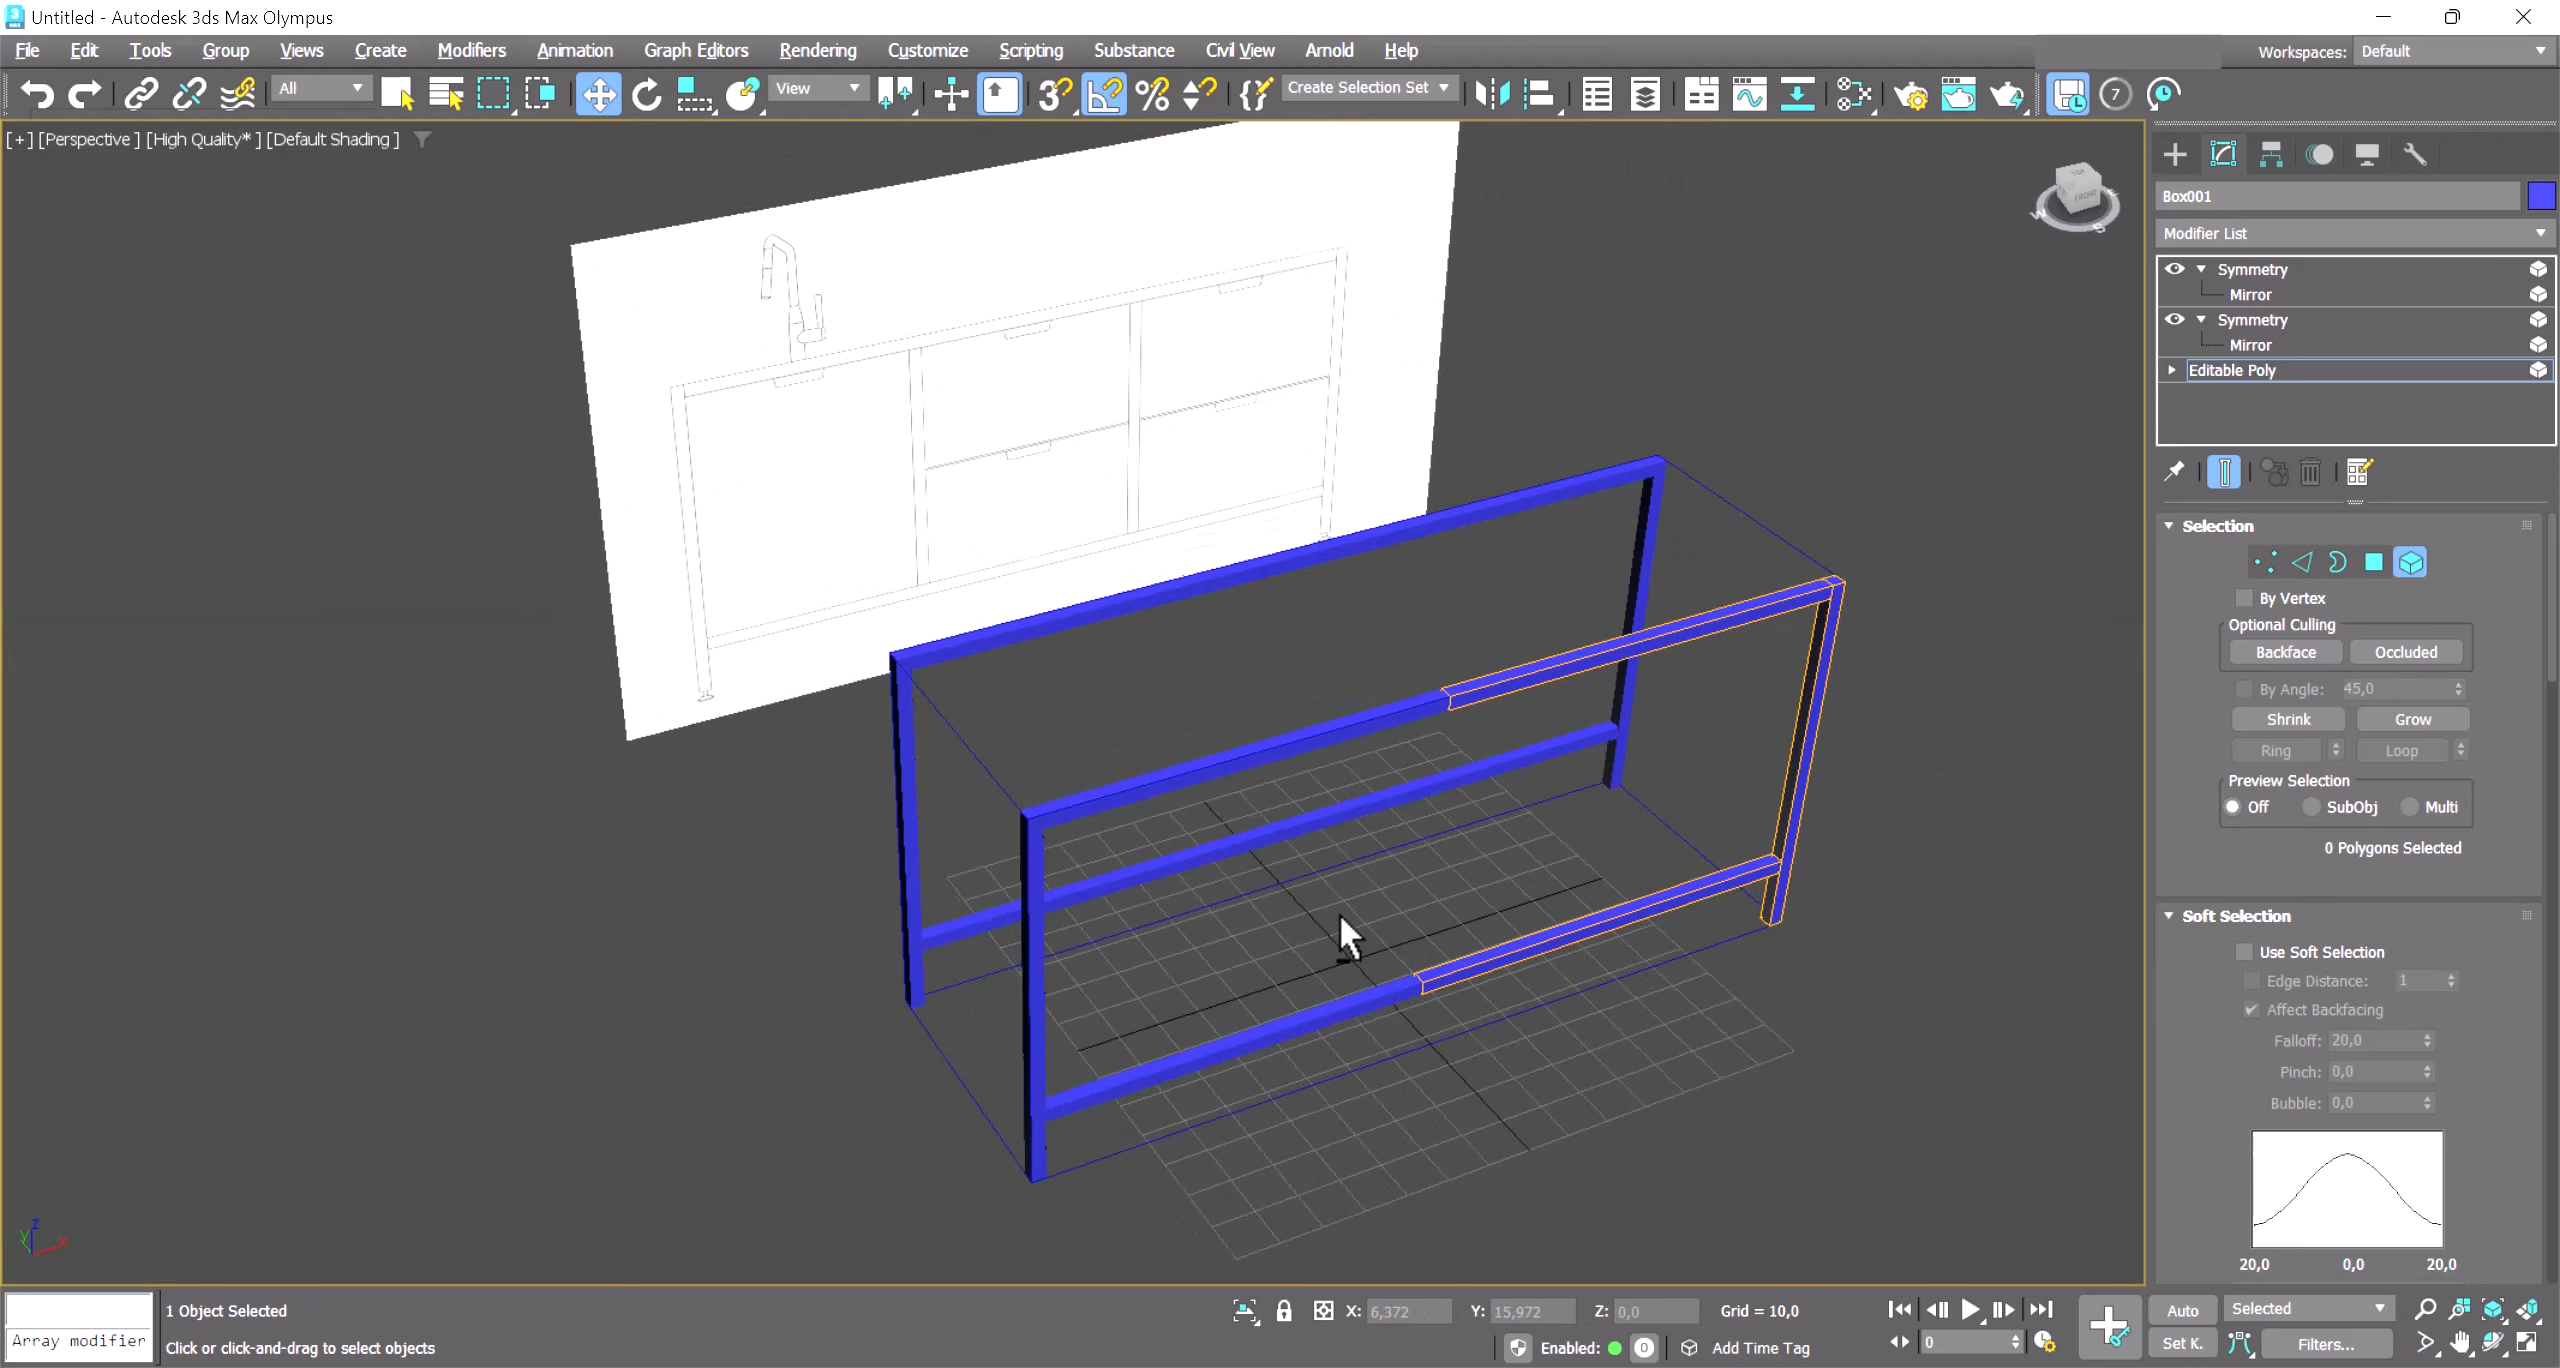 Untitled - Autodesk 3ds Max Olympus
File Edit Tools Group Views Create Modifiers Animation Graph Editors Rendering Customize Scripting Substance Civil View Arnold Help
Workspaces: Default
All View Create Selection Set 7
[+] [Perspective ] [High Quality* ] [Default Shading ]
TOP
FRONT
W S
Box001
Modifier List
Symmetry
Mirror
Symmetry
Mirror
Editable Poly
Selection
By Vertex
Optional Culling
Backface Occluded
By Angle: 45,0
Shrink Grow
Ring Loop
Preview Selection
Off SubObj Multi
0 Polygons Selected
Soft Selection
Use Soft Selection
Edge Distance: 1
Affect Backfacing
Falloff: 20,0
Pinch: 0,0
Bubble: 0,0
20,0 0,0 20,0
z
y x
Array modifier
1 Object Selected
Click or click-and-drag to select objects
X: 6,372 Y: 15,972 Z: 0,0 Grid = 10,0
Enabled: 0 Add Time Tag
0
Auto Selected
Set K. Filters...